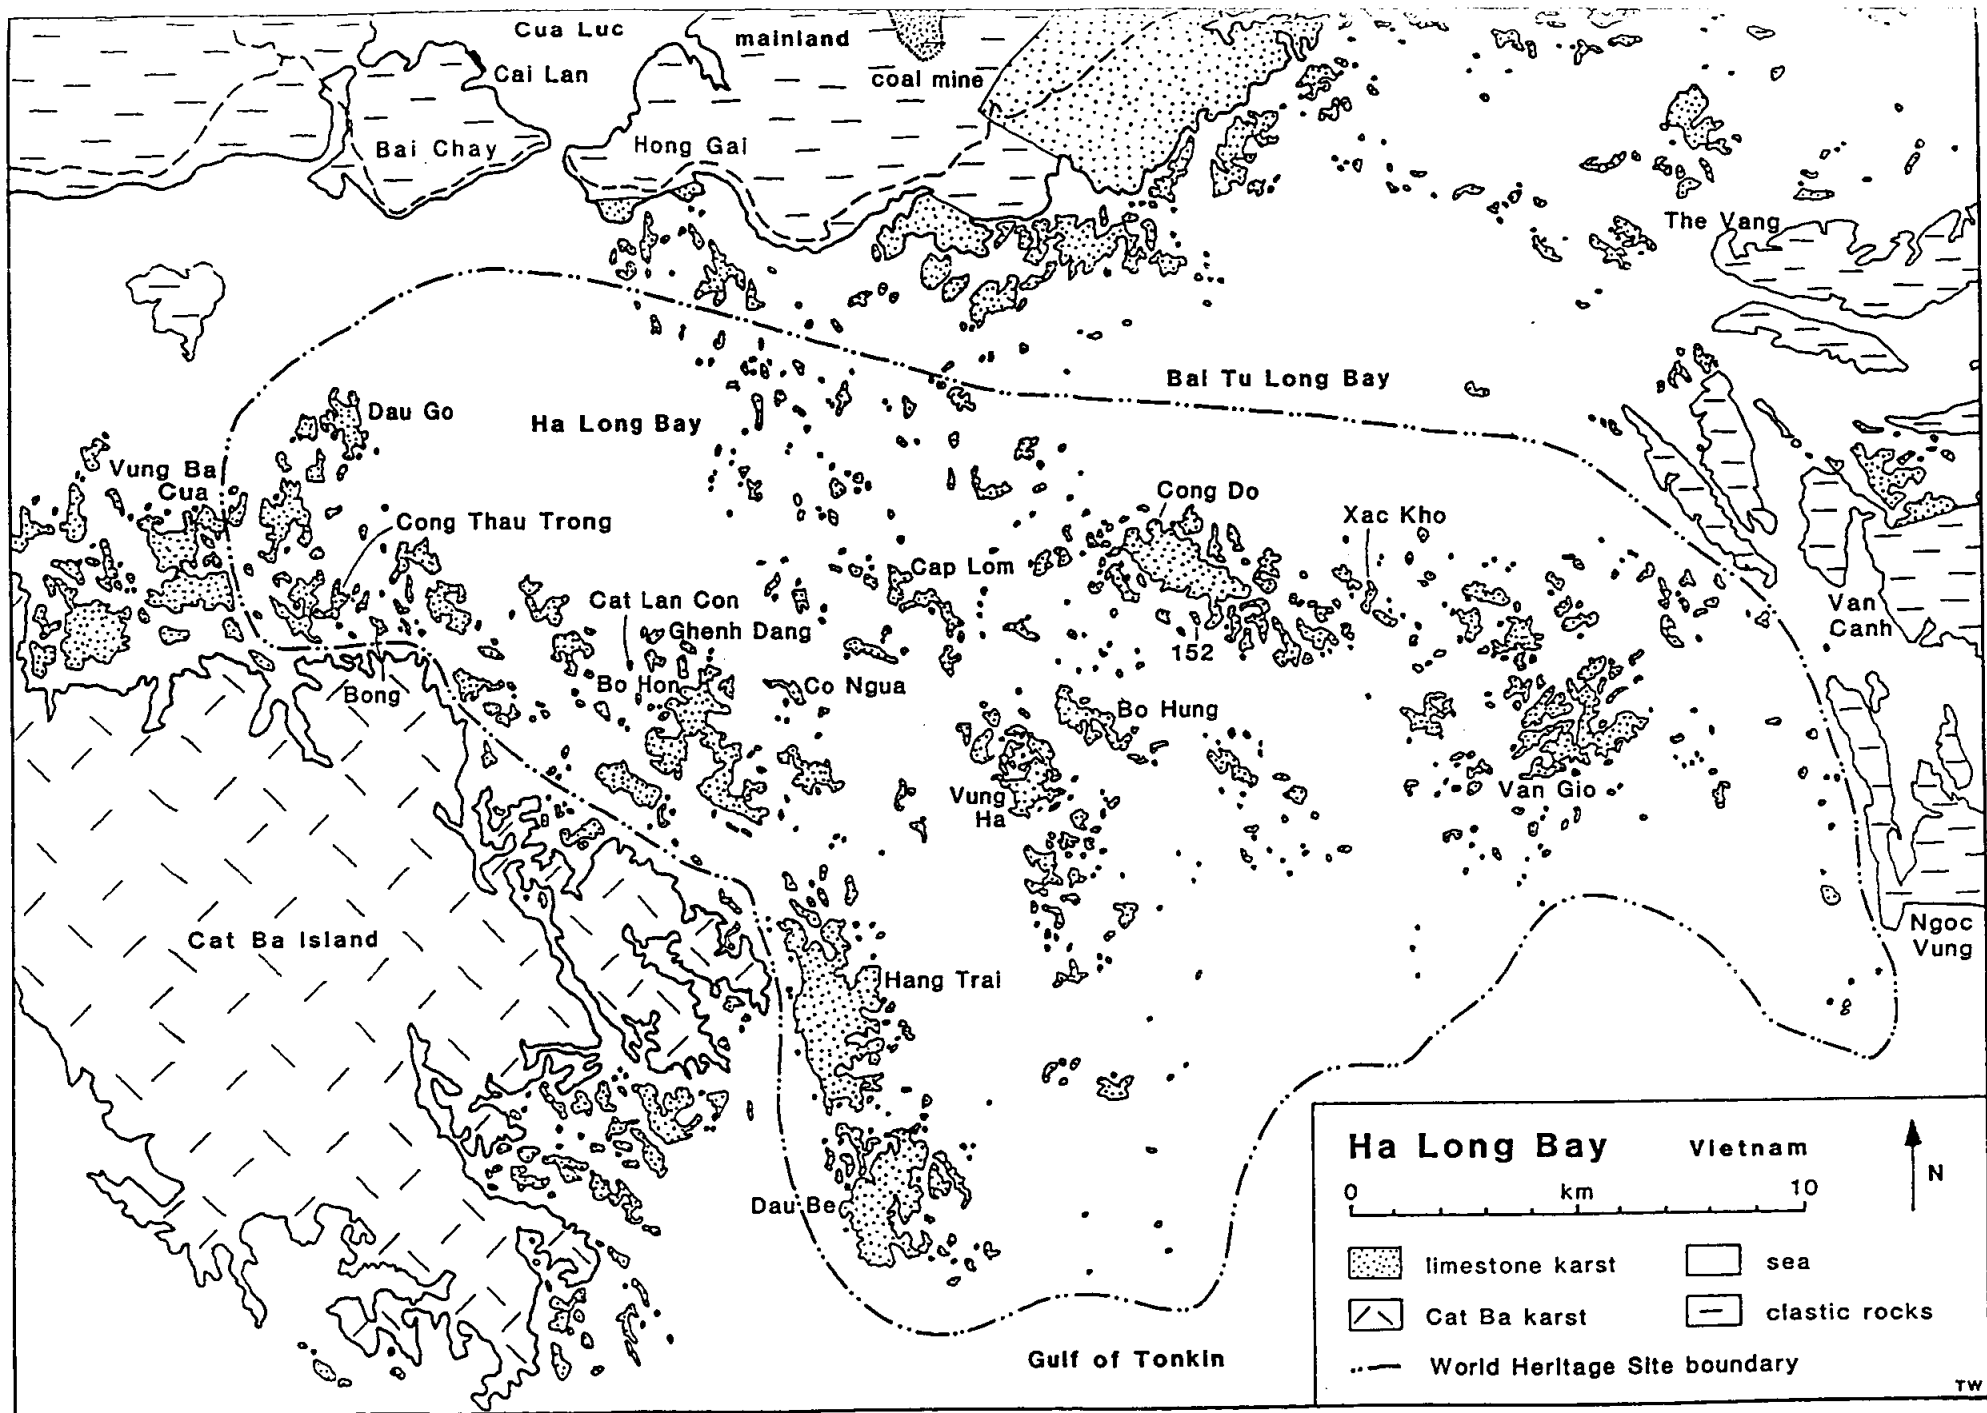 Cua Luc
mainland
Cai Lan
coal mine
Bai Chay
Hong Gai
The Vang
Bai Tu Long Bay
Dau Go
Ha Long Bay
Vung Ba
Cua
Cong Do
Cong Thau Trong
Xac Kho
Cap Lom
Cat Lan Con
Ghenh Dang
Van
Canh
152
Bong
Bo Hon
Co Ngua
Bo Hung
Vung
Ha
Van Gio
Cat Ba Island
Hang Trai
Ngoc
Vung
Dau Be
Gulf of Tonkin
Ha Long Bay Vietnam
0 km 10
N
limestone karst
sea
Cat Ba karst
clastic rocks
World Heritage Site boundary
TW